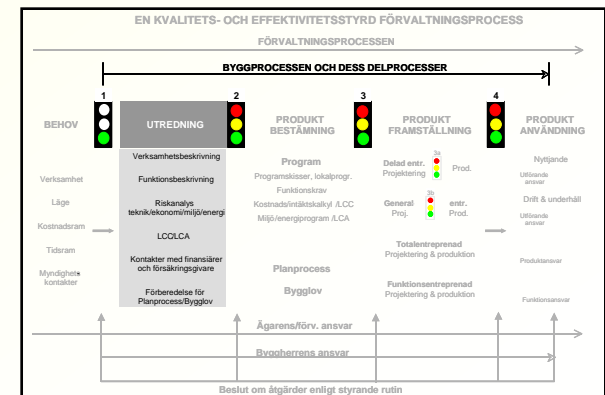 EN KVALITETS- OCH EFFEKTIVITETSSTYRD FÖRVALTNINGSPROCESS
FÖRVALTNINGSPROCESSEN
BYGGPROCESSEN OCH DESS DELPROCESSER
1
2
3
4
BEHOV
Verksamhet
Läge
Kostnadsram
Tidsram
Myndighets
kontakter
UTREDNING
Verksamhetsbeskrivning
Funktionsbeskrivning
Riskanalys
teknik/ekonomi/miljö/energi
LCC/LCA
Kontakter med finansiärer
och försäkringsgivare
Förberedelse för
Planprocess/Bygglov
PRODUKT
BESTÄMNING
Program
Programskisser, lokalprogr.
Funktionskrav
Kostnads/intäktskalkyl /LCC
Miljö/energiprogram /LCA
Planprocess
Bygglov
PRODUKT
FRAMSTÄLLNING
3a
Delad entr.
Projektering Prod.
3b
General entr.
Proj. Prod.
Totalentreprenad
Projektering & produktion
Funktionsentreprenad
Projektering & produktion
PRODUKT
ANVÄNDNING
Nyttjande
Utförande
ansvar
Drift & underhåll
Utförande
ansvar
Produktansvar
Funktionsansvar
Ägarens/förv. ansvar
Byggherrens ansvar
Beslut om åtgärder enligt styrande rutin